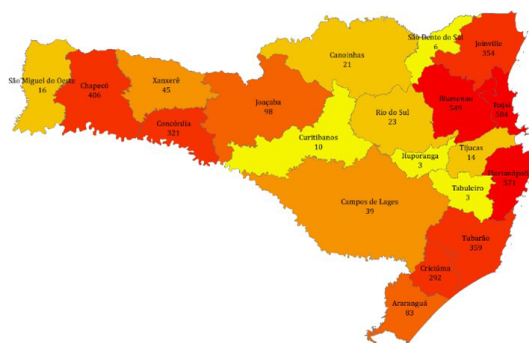 São Bento do Sul
6
Joinville
354
Canoinhas
21
São Miguel do Oeste
16
Chapecó
406
Xanxerê
45
Joaçaba
98
Concórdia
321
Curitibanos
10
Rio do Sul
23
Blumenau
569
Itajaí
Ituporanga
3
Tijucas
14
Florianópolis
571
Tabuleiro
3
Campos de Lages
39
Tubarão
359
Criciúma
292
Araranguá
83